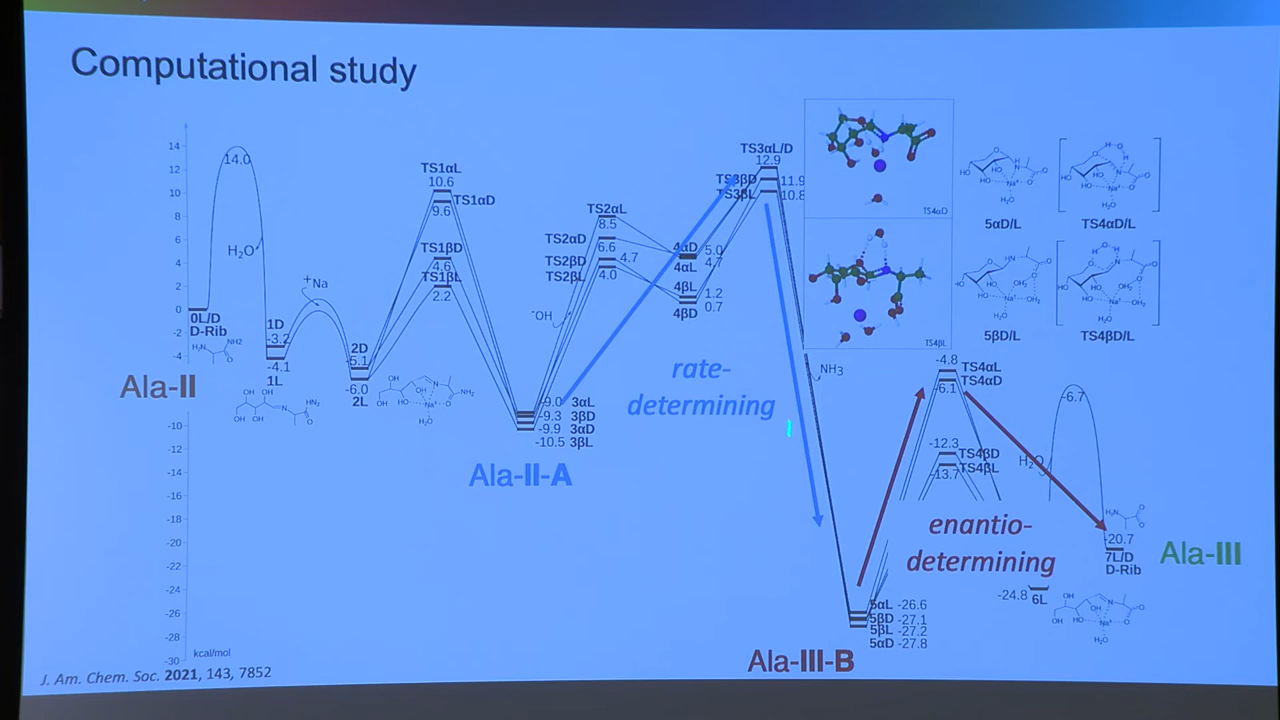 Computational study
14
12
10
8
6
4
2
0
-2
-4
-10
-12
-14
-16
-18
-20
-22
-24
-26
-28
-30
kcal/mol
14.0
H₂O
0L/D
D-Rib
H₂N
NH2
O
Ala-II
1D
-3.2
-4.1
1L
+Na
2D
-5.1
-6.0
2L
TS1αL
10.6
TS1αD
9.6
TS1βD
4.6
TS1βL
2.2
-9.0 3αL
-9.3 3βD
-9.9 3αD
-10.5 3βL
Ala-II-A
-OH
TS2αL
8.5
TS2αD
6.6
TS2βD
4.7
TS2βL
4.0
4αD
5.0
4αL
4.7
4βL
1.2
0.7
4βD
rate-
determining
TS3αL/D
12.9
TS3βD
11.9
TS3βL
10.8
NH₃
TS4αD
TS4βL
5αD/L
TS4αD/L
5βD/L
TS4βD/L
5αL -26.6
5βD -27.1
5βL -27.2
5αD -27.8
Ala-III-B
-4.8
TS4αL
TS4αD
-6.1
-12.3
TS4βD
TS4βL
-13.7
enantio-
determining
H₂O
-6.7
-24.8
6L
-20.7
7L/D
D-Rib
Ala-III
J. Am. Chem. Soc. 2021, 143, 7852